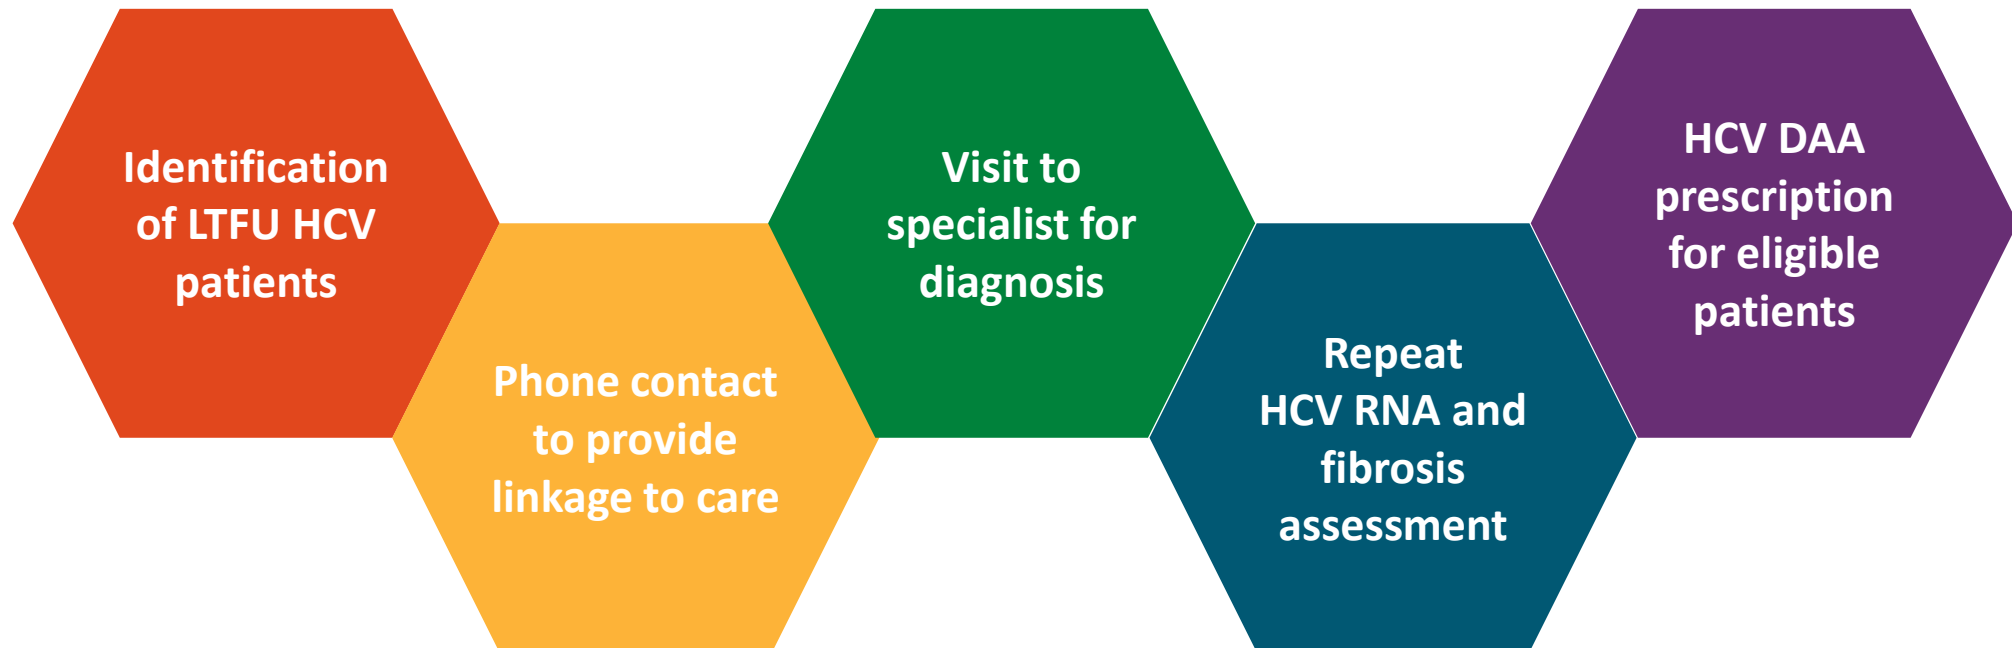 Identification
of LTFU HCV
patients
Phone contact
to provide
linkage to care
Visit to
specialist for
diagnosis
Repeat
HCV RNA and
fibrosis
assessment
HCV DAA
prescription
for eligible
patients